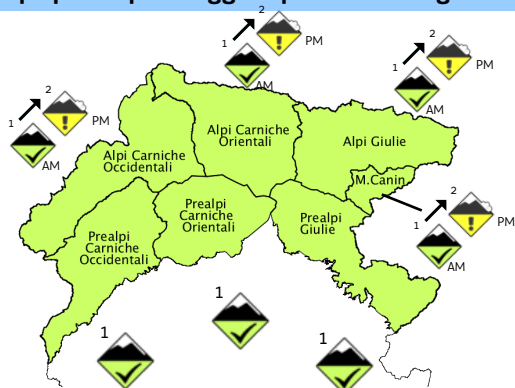 2
1
PM
AM
2
1
PM
AM
2
1
PM
AM
Alpi Carniche
Orientali
Alpi Giulie
Alpi Carniche
Occidentali
M.Canin
2
1
PM
AM
Prealpi
Carniche
Orientali
Prealpi
Giulie
Prealpi
Carniche
Occidentali
1
1
1